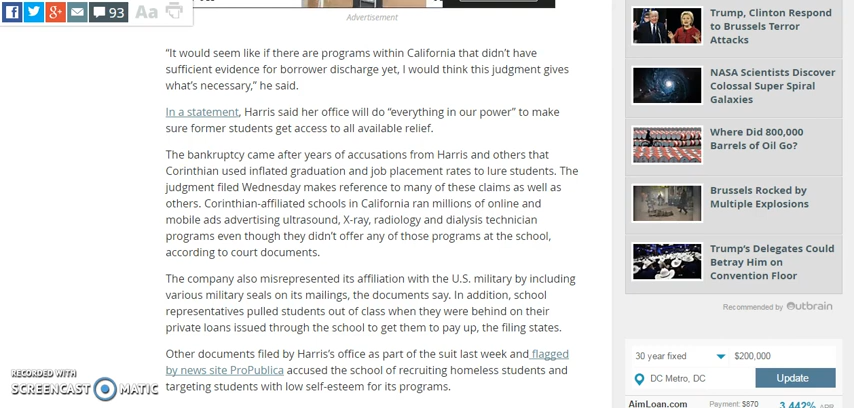 93
Aa
Advertisement
“It would seem like if there are programs within California that didn’t have
sufficient evidence for borrower discharge yet, I would think this judgment gives
what’s necessary,” he said.
In a statement, Harris said her office will do “everything in our power” to make
sure former students get access to all available relief.
The bankruptcy came after years of accusations from Harris and others that
Corinthian used inflated graduation and job placement rates to lure students. The
judgment filed Wednesday makes reference to many of these claims as well as
others. Corinthian-affiliated schools in California ran millions of online and
mobile ads advertising ultrasound, X-ray, radiology and dialysis technician
programs even though they didn’t offer any of those programs at the school,
according to court documents.
The company also misrepresented its affiliation with the U.S. military by including
various military seals on its mailings, the documents say. In addition, school
representatives pulled students out of class when they were behind on their
private loans issued through the school to get them to pay up, the filing states.
Other documents filed by Harris’s office as part of the suit last week and flagged
by news site ProPublica accused the school of recruiting homeless students and
targeting students with low self-esteem for its programs.
Trump, Clinton Respond
to Brussels Terror
Attacks
NASA Scientists Discover
Colossal Super Spiral
Galaxies
Where Did 800,000
Barrels of Oil Go?
Brussels Rocked by
Multiple Explosions
Trump’s Delegates Could
Betray Him on
Convention Floor
Recommended by Outbrain
30 year fixed $200,000
DC Metro, DC Update
AimLoan.com Payment: $870 3.442% APR
RECORDED WITH
SCREENCAST MATIC